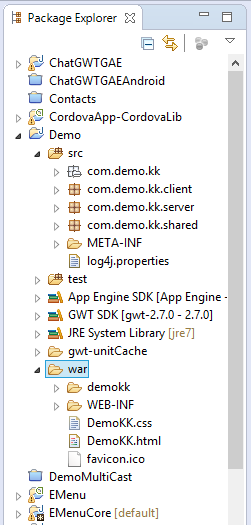 Package Explorer
ChatGWTGAE
ChatGWTGAEAndroid
Contacts
CordovaApp-CordovaLib
Demo
src
com.demo.kk
com.demo.kk.client
com.demo.kk.server
com.demo.kk.shared
META-INF
log4j.properties
test
App Engine SDK [App Engine -
GWT SDK [gwt-2.7.0 - 2.7.0]
JRE System Library [jre7]
gwt-unitCache
war
demokk
WEB-INF
DemoKK.css
DemoKK.html
favicon.ico
DemoMultiCast
EMenu
EMenuCore [default]